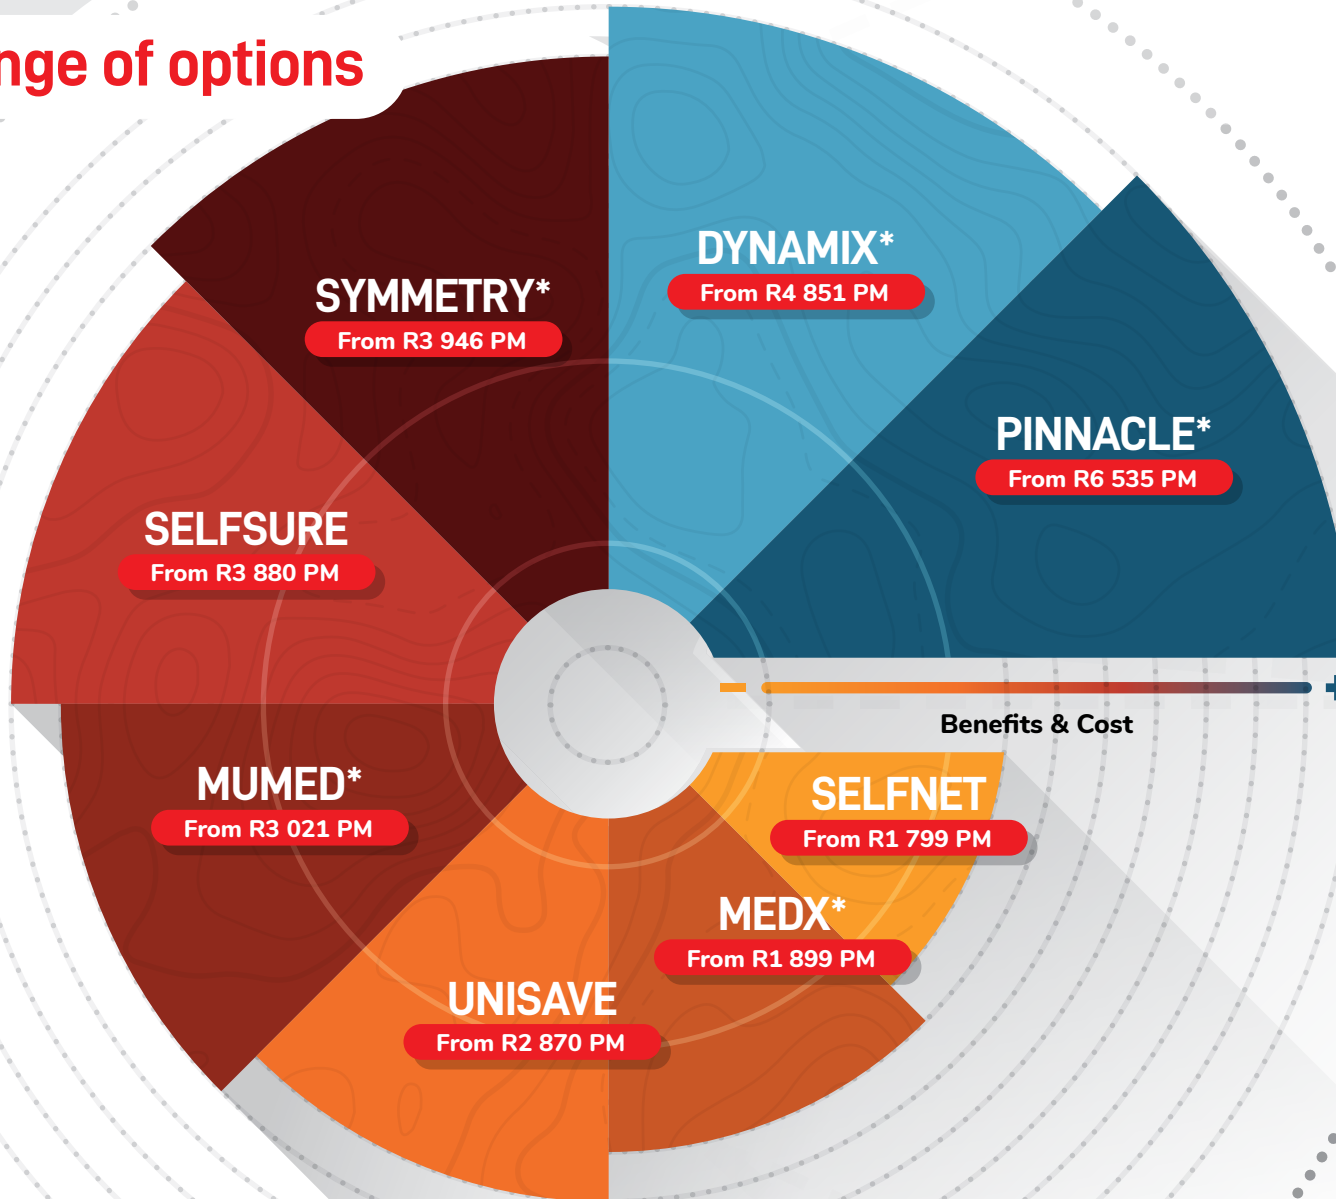 nge of options
SYMMETRY*
From R3 946 PM
DYNAMIX*
From R4 851 PM
PINNACLE*
From R6 535 PM
SELFSURE
From R3 880 PM
Benefits & Cost
MUMED*
From R3 021 PM
SELFNET
From R1 799 PM
MEDX*
From R1 899 PM
UNISAVE
From R2 870 PM